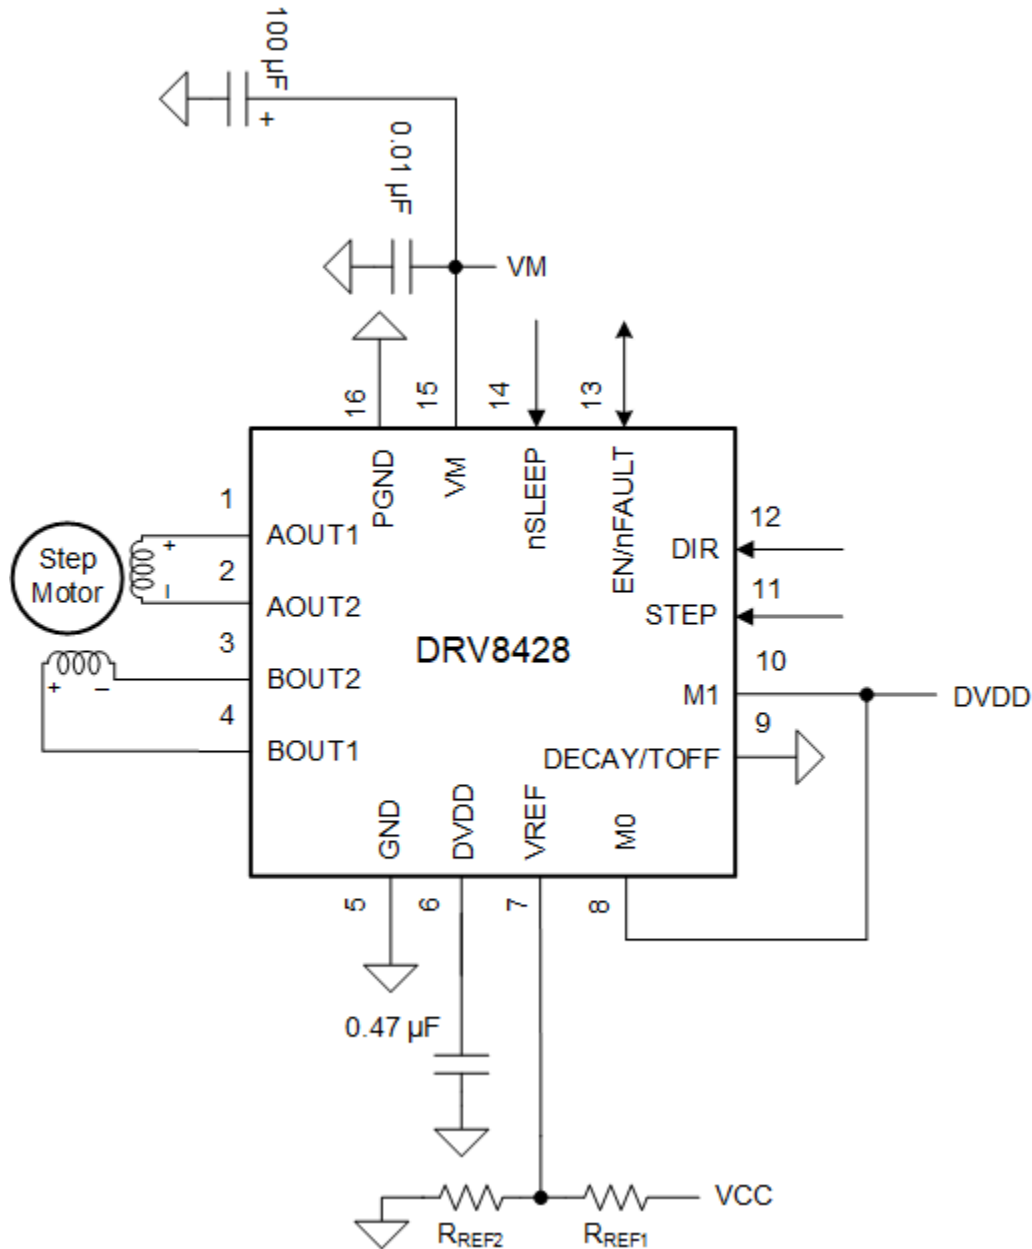 100 µF
+
0.01 µF
VM
16
15
14
13
PGND
VM
nSLEEP
EN/nFAULT
1
AOUT1
12
DIR
Step
Motor
+
–
2
AOUT2
11
STEP
3
BOUT2
DRV8428
10
M1
DVDD
+
–
4
BOUT1
9
DECAY/TOFF
GND
DVDD
VREF
M0
5
6
7
8
0.47 µF
VCC
RREF2
RREF1